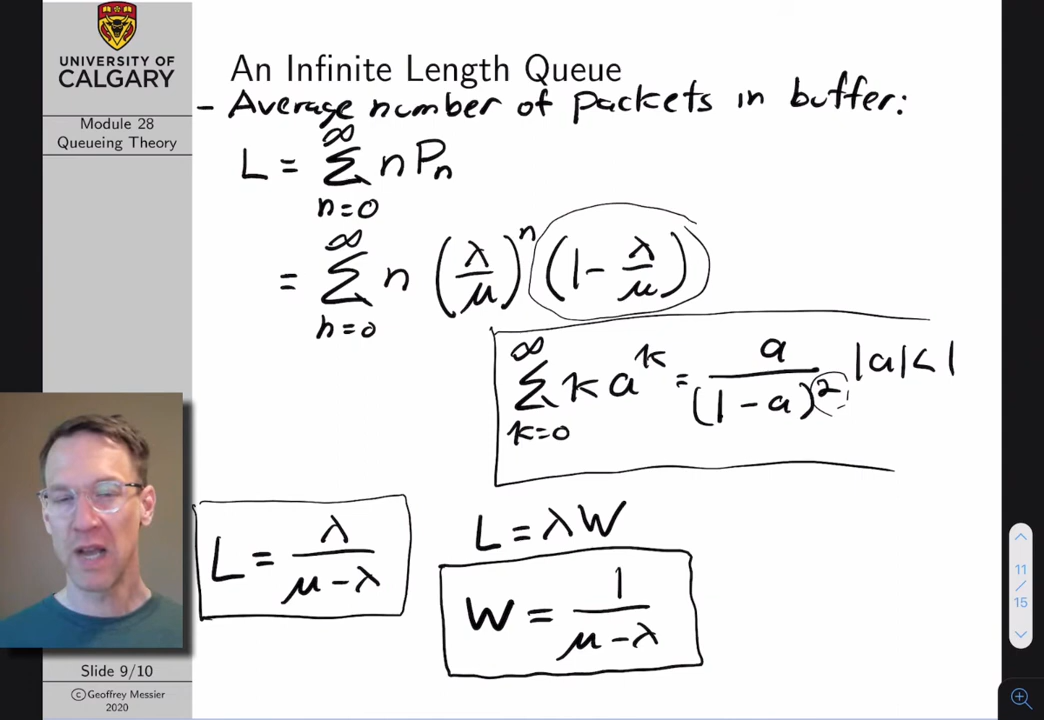 UNIVERSITY OF
CALGARY
Module 28
Queueing Theory
An Infinite Length Queue
- Average number of packets in buffer:
L = ∑_{n=0}^{∞} n P_n
= ∑_{n=0}^{∞} n (λ/μ)^n (1 - λ/μ)
∑_{k=0}^{∞} k a^k = a/(1-a)^2 |a| < 1
L = λ/(μ-λ)
L = λW
W = 1/(μ-λ)
11
/
15
Slide 9/10
© Geoffrey Messier
2020